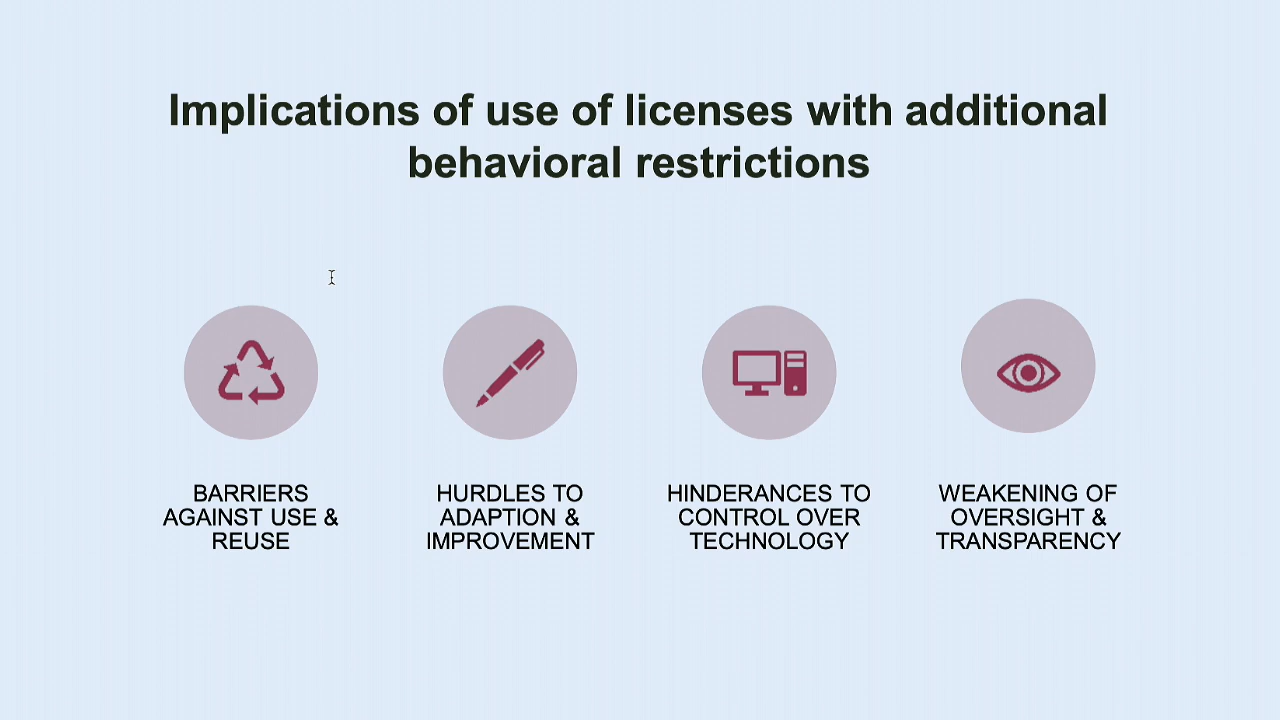 Implications of use of licenses with additional
behavioral restrictions
BARRIERS
AGAINST USE &
REUSE
HURDLES TO
ADAPTION &
IMPROVEMENT
HINDERANCES TO
CONTROL OVER
TECHNOLOGY
WEAKENING OF
OVERSIGHT &
TRANSPARENCY